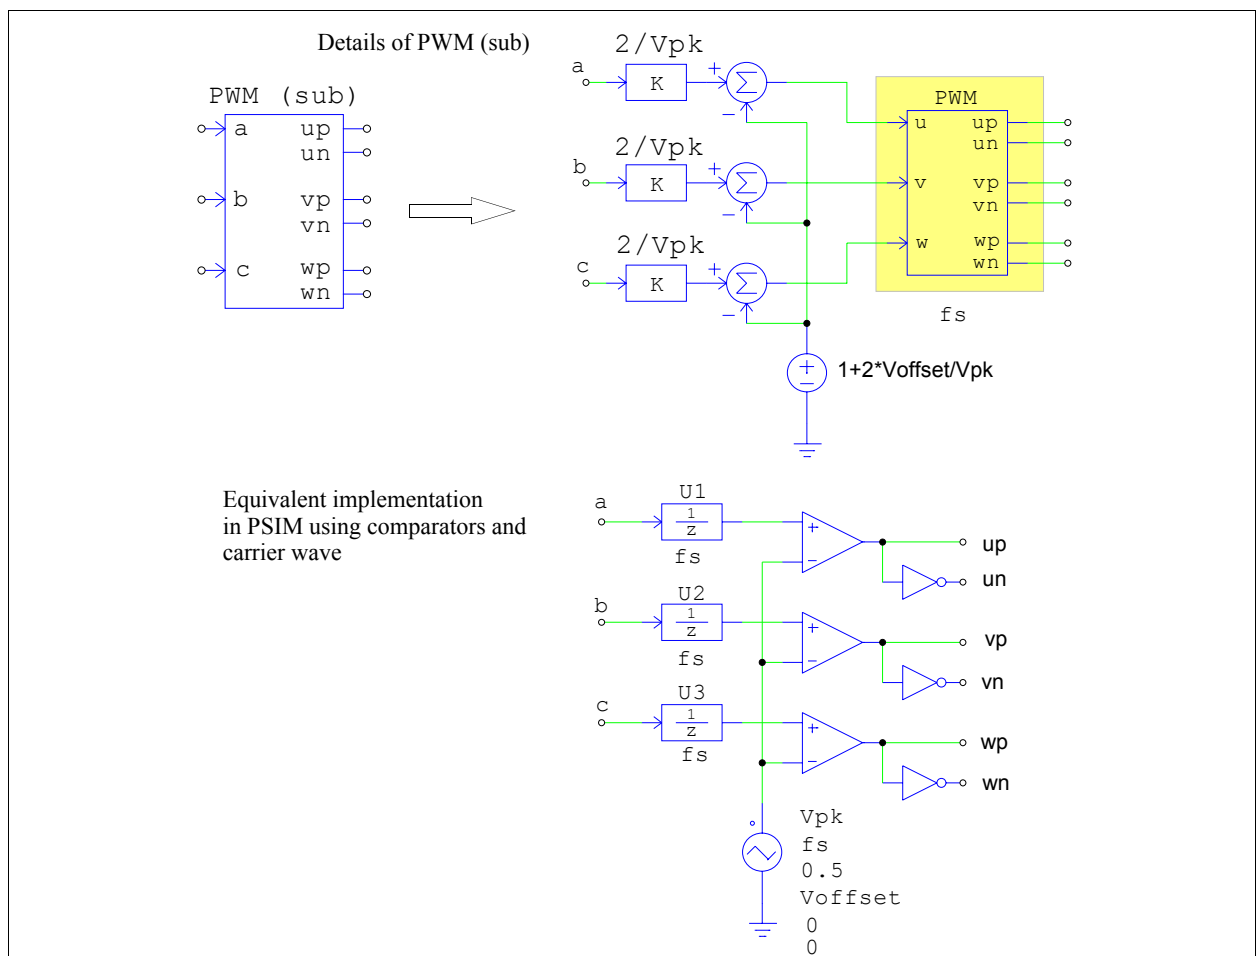 Details of PWM (sub)
PWM (sub)
a
b
c
up
un
vp
vn
wp
wn
2/Vpk
a
K
+
Σ
−
2/Vpk
b
K
+
Σ
−
2/Vpk
c
K
+
Σ
−
PWM
u
v
w
up
un
vp
vn
wp
wn
fs
+
−
1+2*Voffset/Vpk
Equivalent implementation
in PSIM using comparators and
carrier wave
a
U1
1
z
fs
+
−
up
un
b
U2
1
z
fs
+
−
vp
vn
c
U3
1
z
fs
+
−
wp
wn
Vpk
fs
0.5
Voffset
0
0